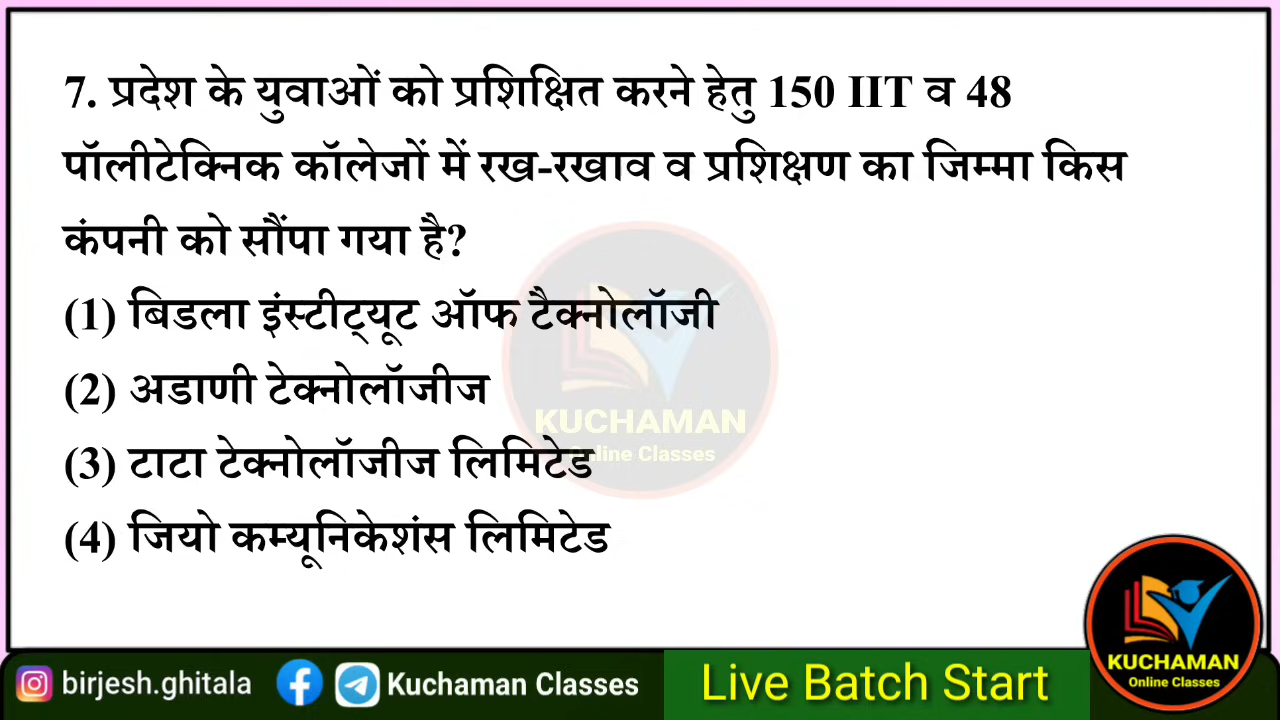 7. प्रदेश के युवाओं को प्रशिक्षित करने हेतु 150 IIT व 48
पॉलीटेक्निक कॉलेजों में रख-रखाव व प्रशिक्षण का जिम्मा किस
कंपनी को सौंपा गया है?
(1) बिडला इंस्टीट्यूट ऑफ टैक्नोलॉजी
(2) अडाणी टेक्नोलॉजीज
(3) टाटा टेक्नोलॉजीज लिमिटेड
(4) जियो कम्यूनिकेशंस लिमिटेड
KUCHAMAN
Online Classes
birjesh.ghitala
Kuchaman Classes
Live Batch Start
KUCHAMAN
Online Classes